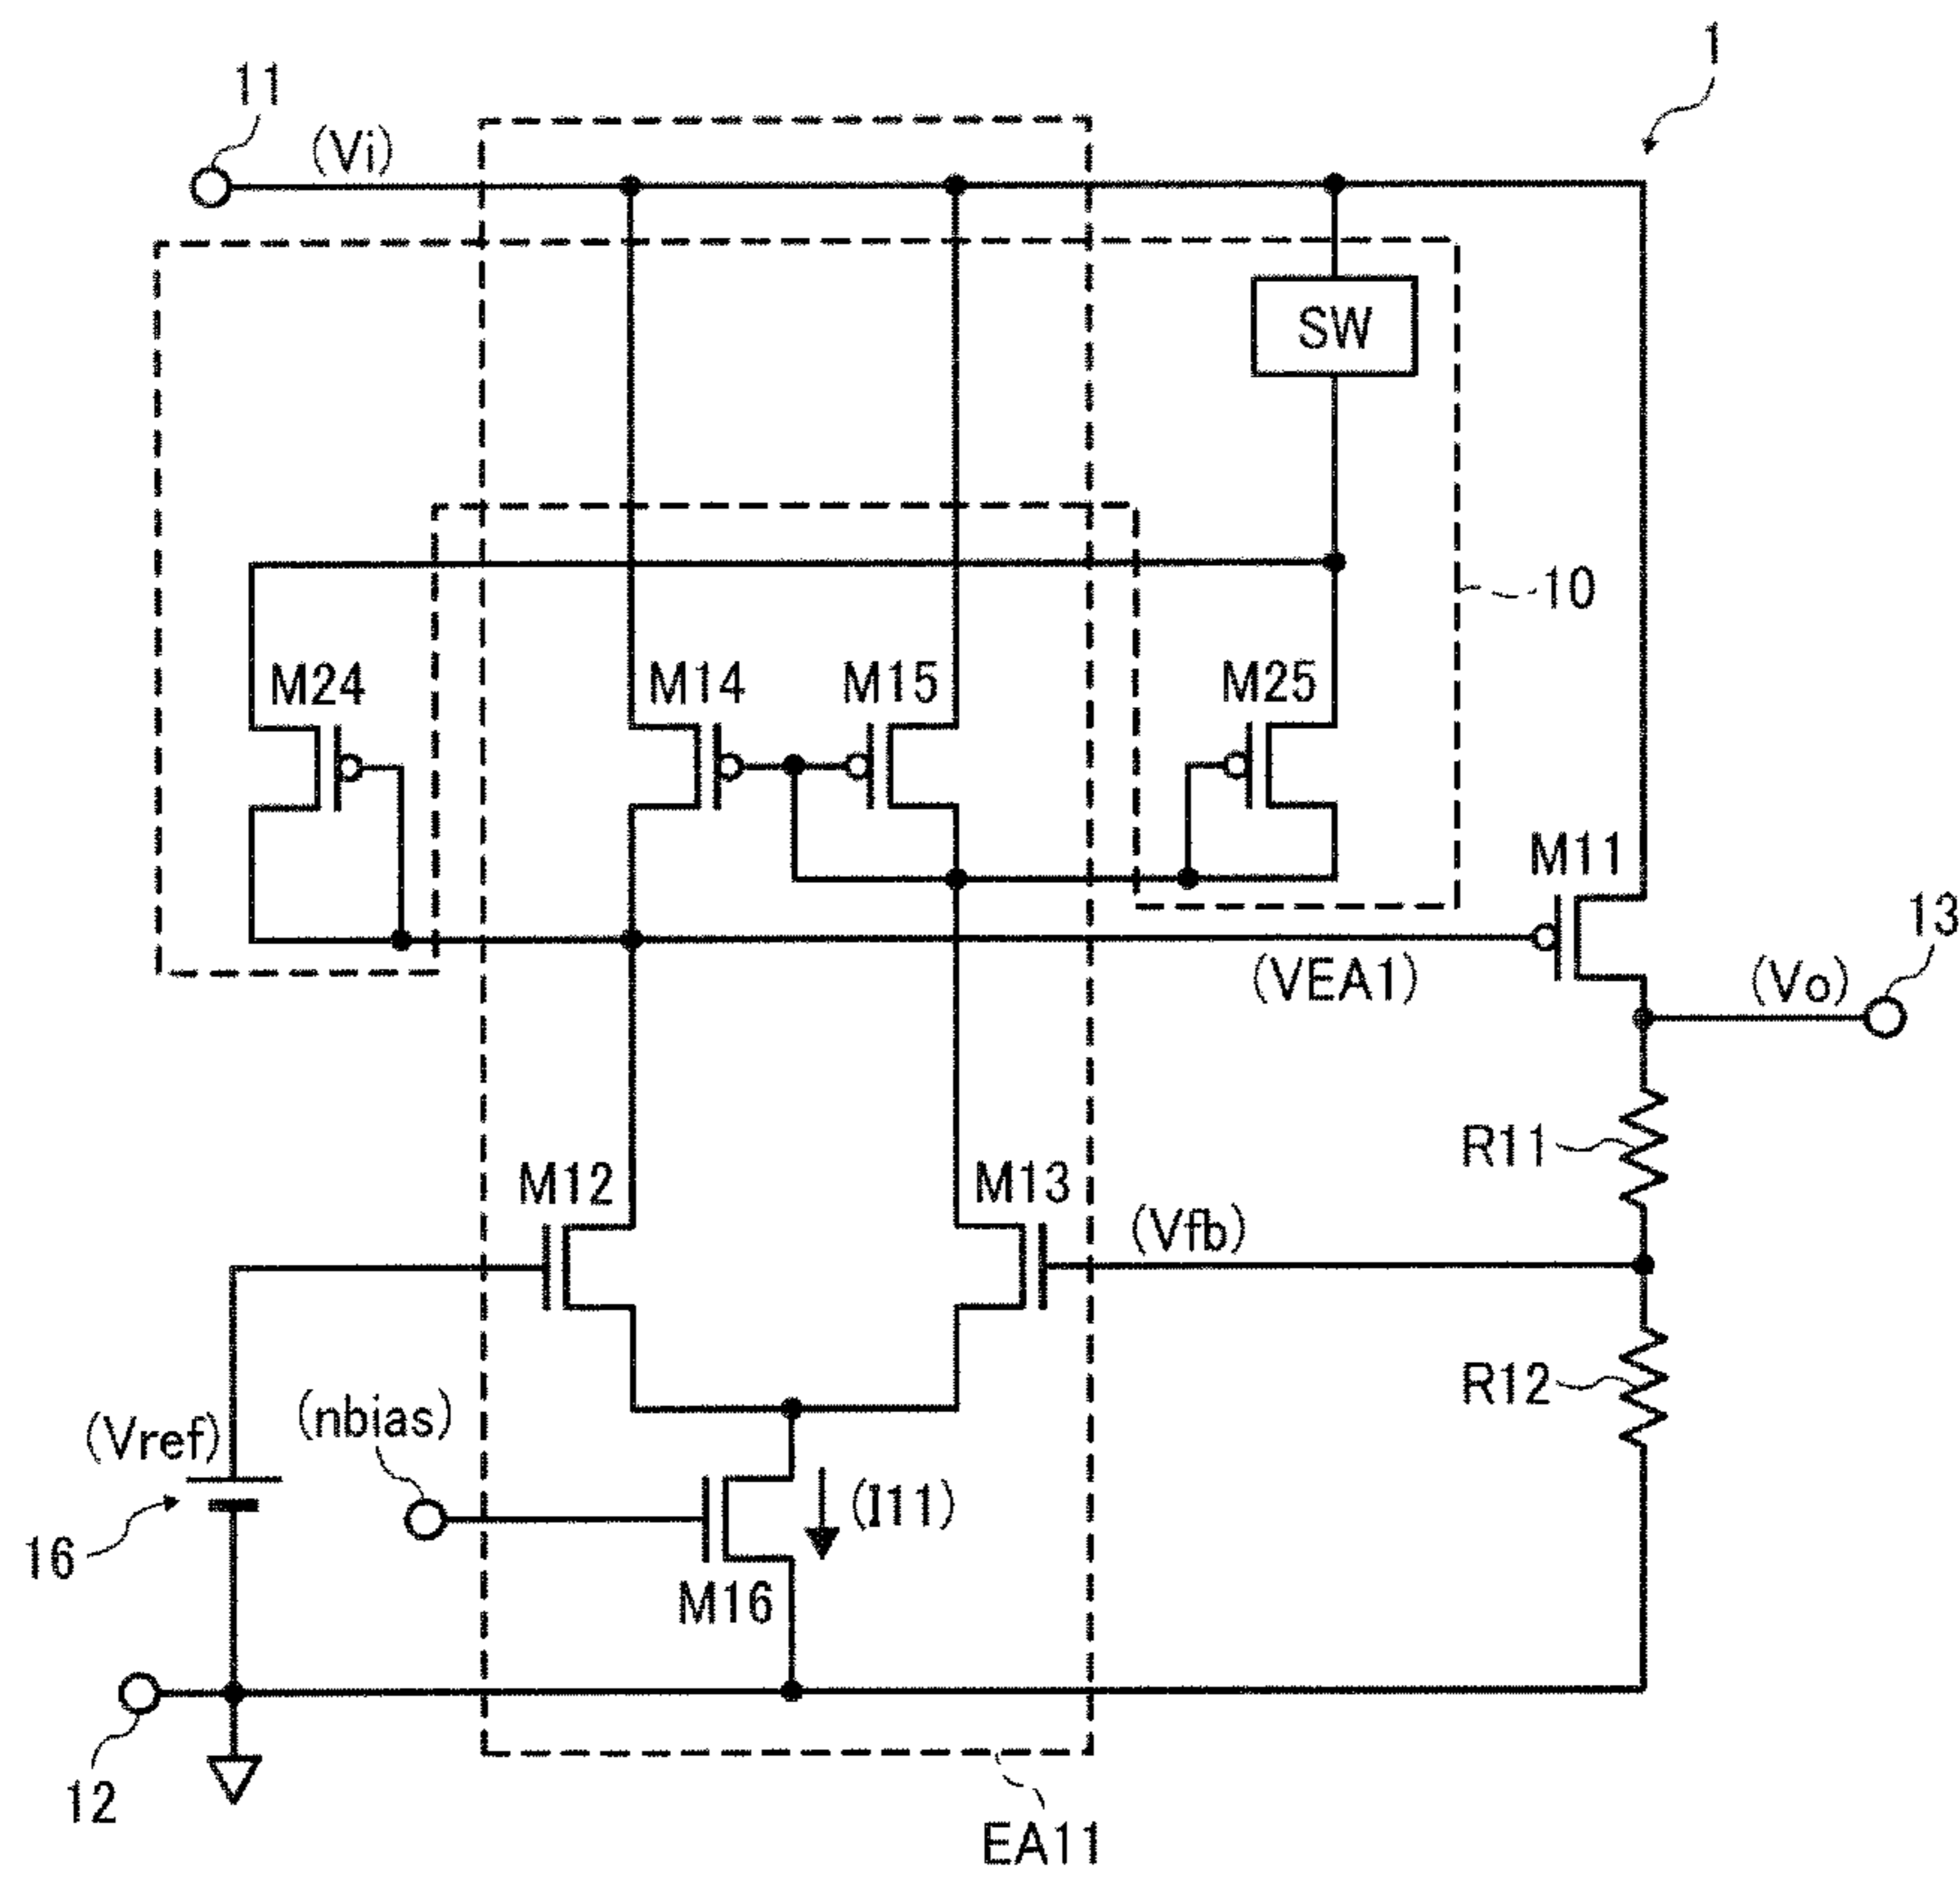 1
11
(Vi)
SW
10
M24
M14
M15
M25
M11
13
(VEA1)
(Vo)
R11
M12
M13
(Vfb)
R12
(Vref)
(nbias)
(I11)
16
M16
12
EA11